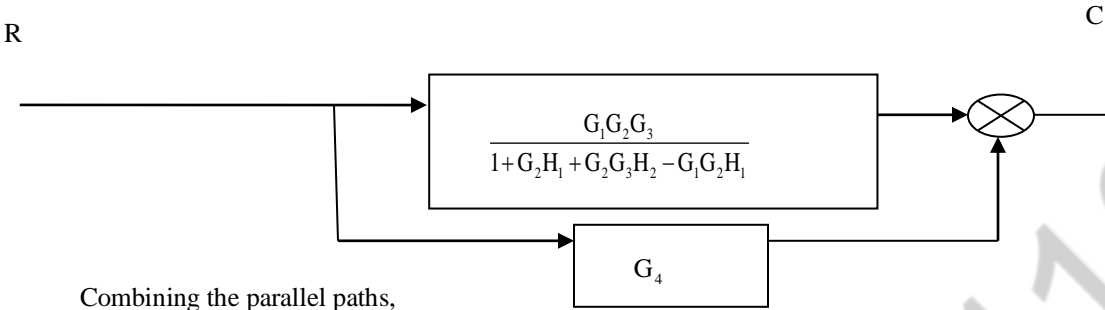 C
R
G₁G₂G₃
1+G₂H₁+G₂G₃H₂−G₁G₂H₁
G₄
Combining the parallel paths,